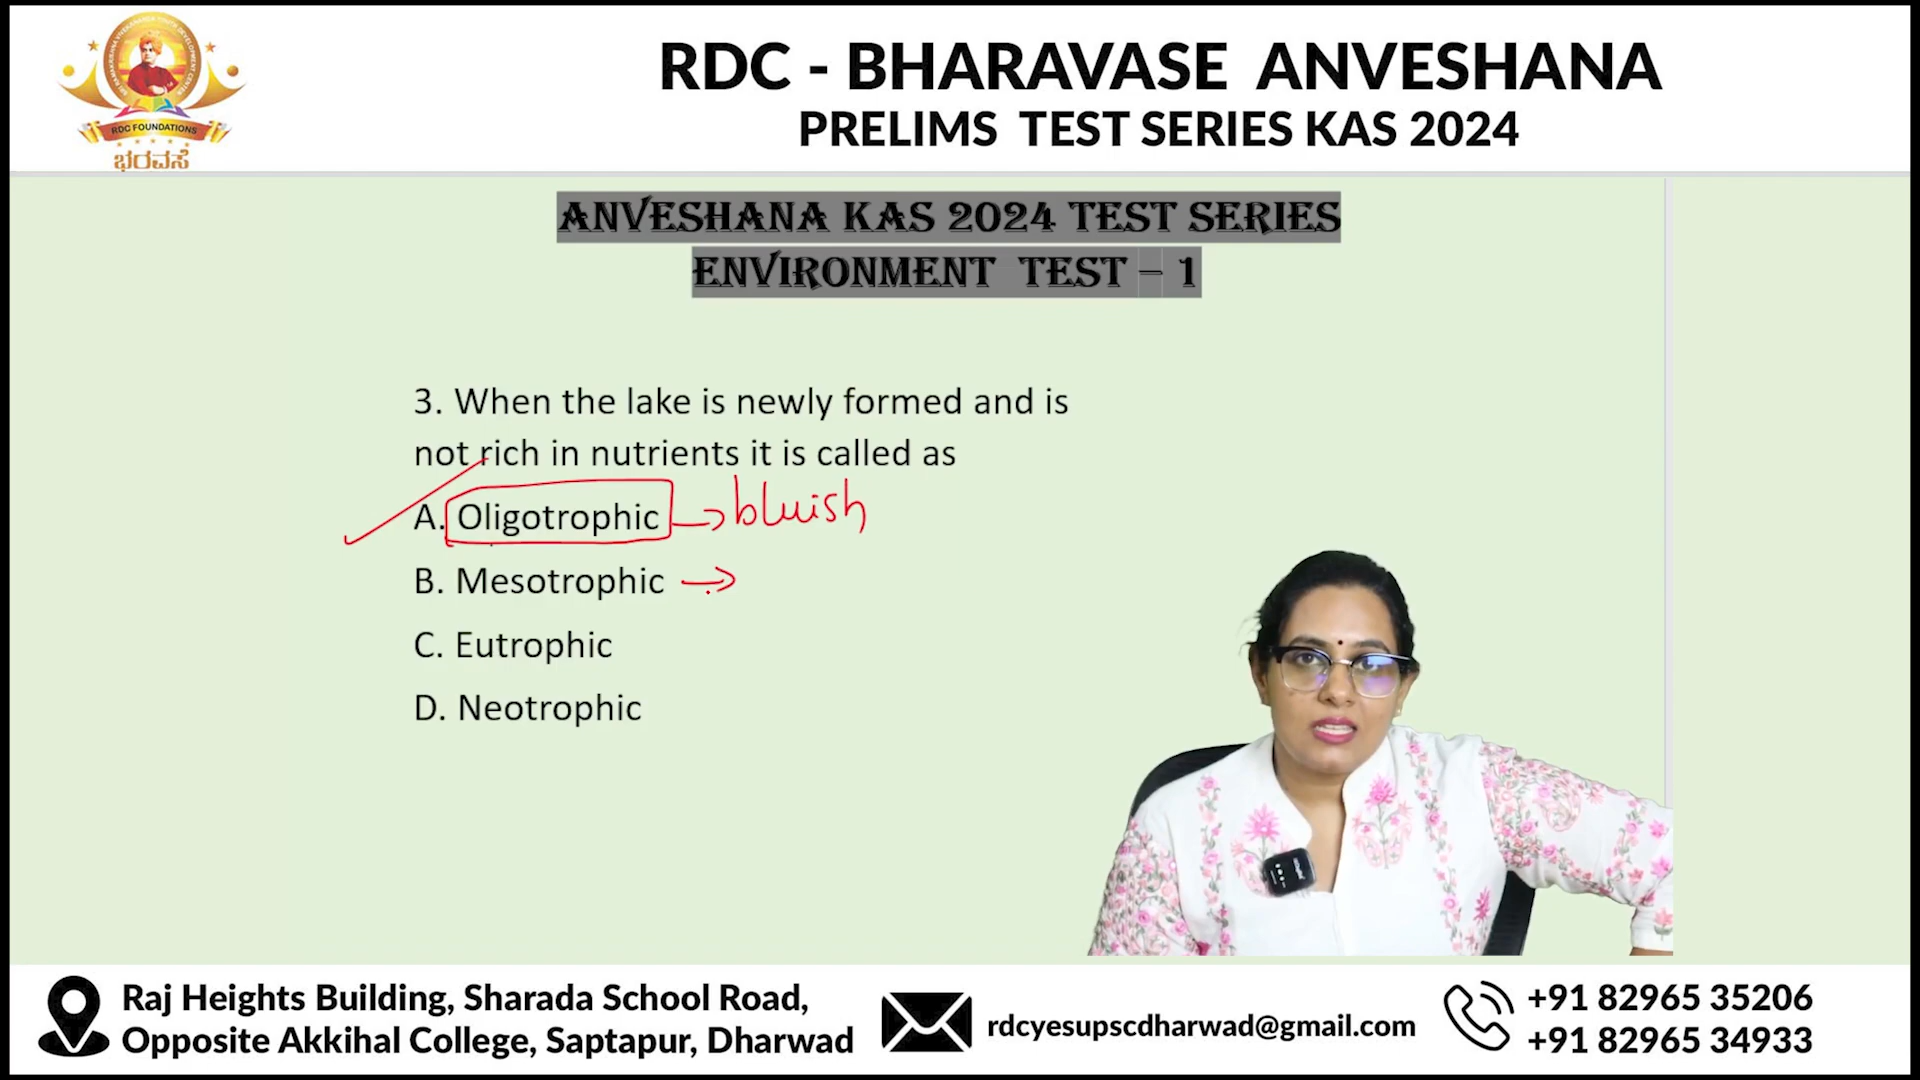 RDC FOUNDATIONS
ಭರವಸೆ
RDC - BHARAVASE ANVESHANA
PRELIMS TEST SERIES KAS 2024
ANVESHANA KAS 2024 TEST SERIES
ENVIRONMENT TEST – 1
3. When the lake is newly formed and is
not rich in nutrients it is called as
A. Oligotrophic → bluish
B. Mesotrophic →
C. Eutrophic
D. Neotrophic
Raj Heights Building, Sharada School Road,
Opposite Akkihal College, Saptapur, Dharwad
rdcyesupscdharwad@gmail.com
+91 82965 35206
+91 82965 34933